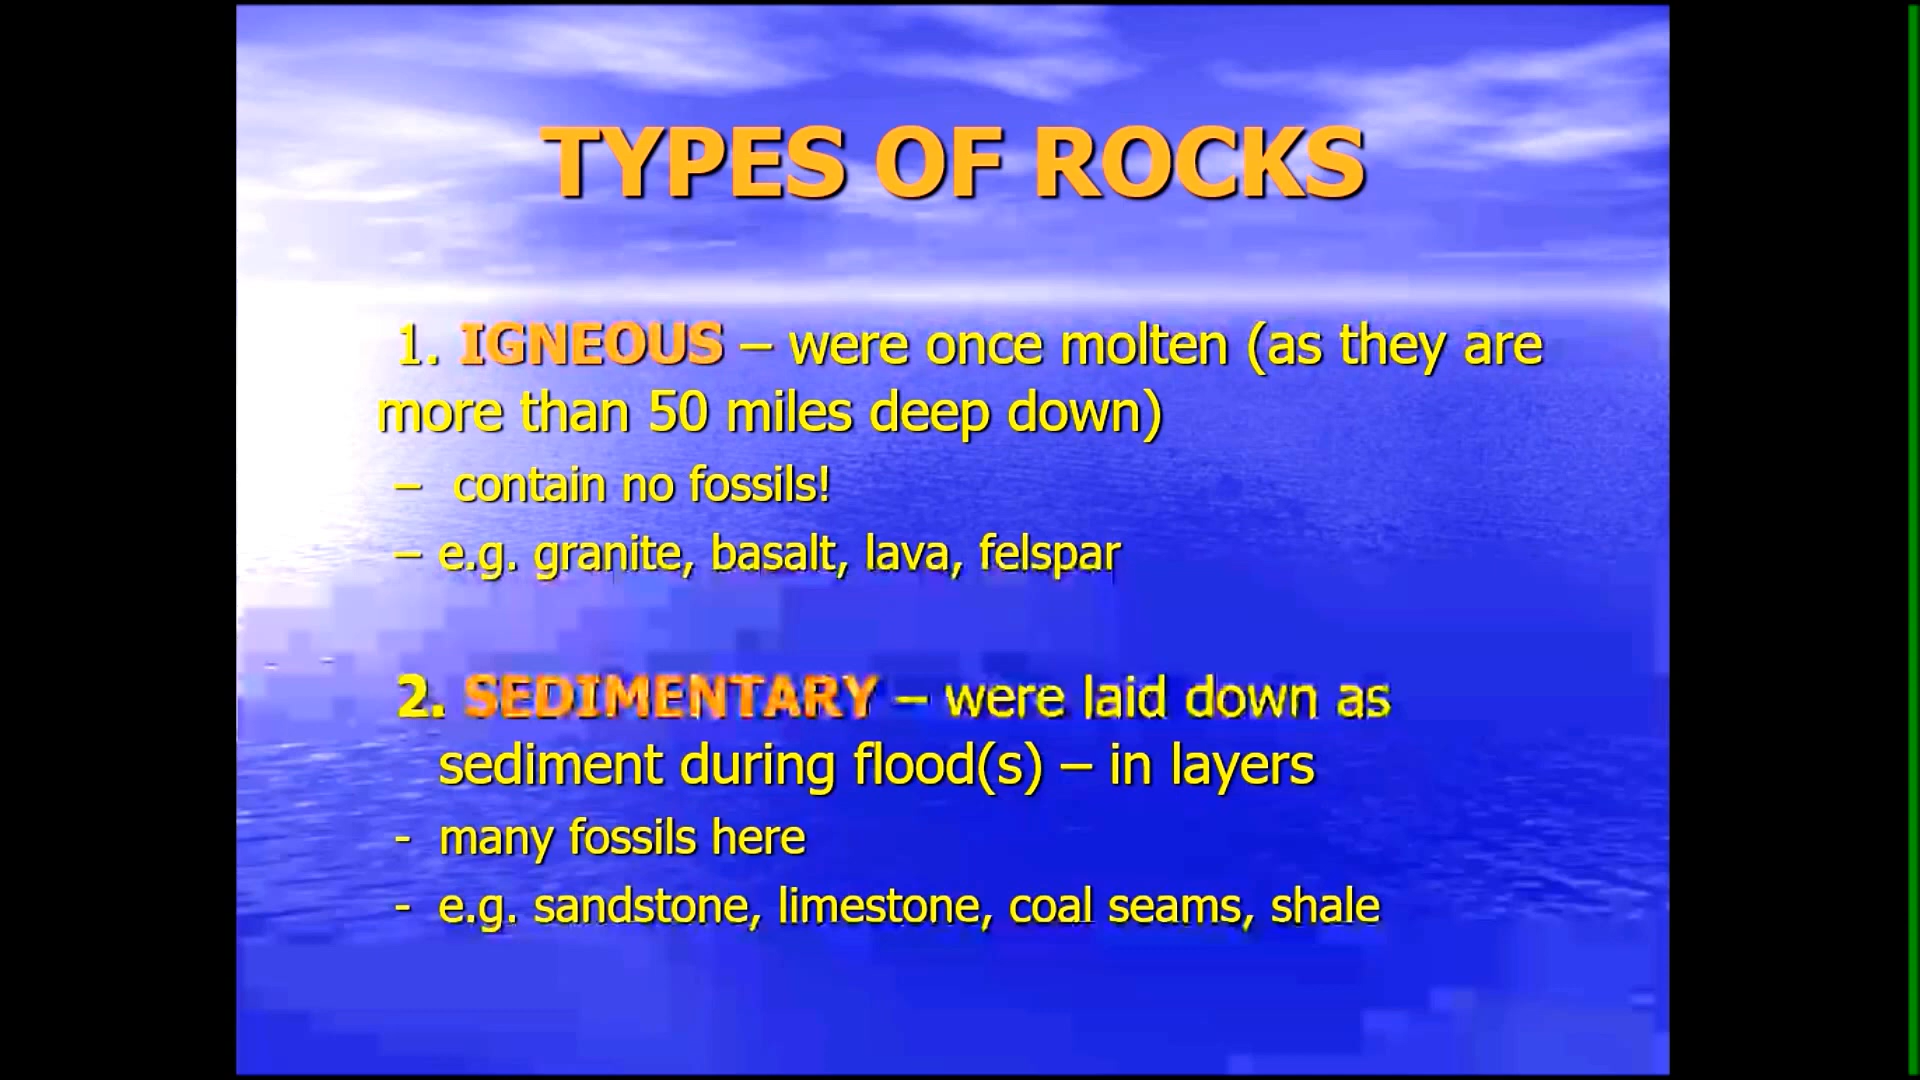 TYPES OF ROCKS
1. IGNEOUS – were once molten (as they are
more than 50 miles deep down)
– contain no fossils!
– e.g. granite, basalt, lava, felspar
2. SEDIMENTARY – were laid down as
sediment during flood(s) – in layers
- many fossils here
- e.g. sandstone, limestone, coal seams, shale